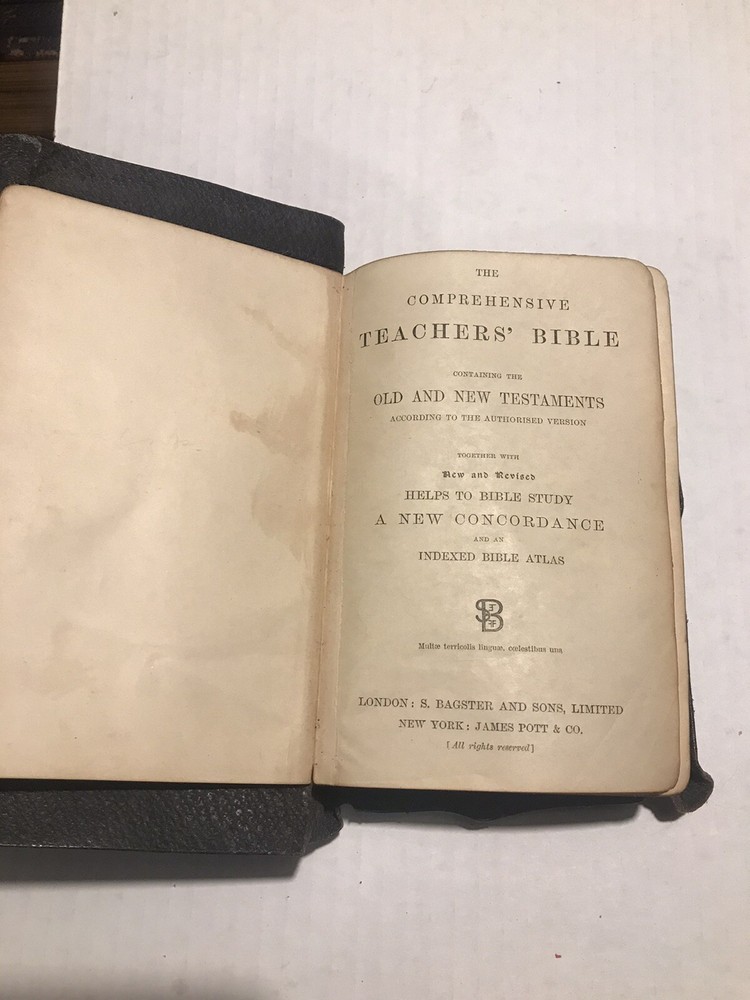 THE
COMPREHENSIVE
TEACHERS' BIBLE
CONTAINING THE
OLD AND NEW TESTAMENTS
ACCORDING TO THE AUTHORISED VERSION
TOGETHER WITH
New and Revised
HELPS TO BIBLE STUDY
A NEW CONCORDANCE
AND AN
INDEXED BIBLE ATLAS
Multæ terricolis linguæ, cœlestibus una
LONDON: S. BAGSTER AND SONS, LIMITED
NEW YORK: JAMES POTT & CO.
[All rights reserved]